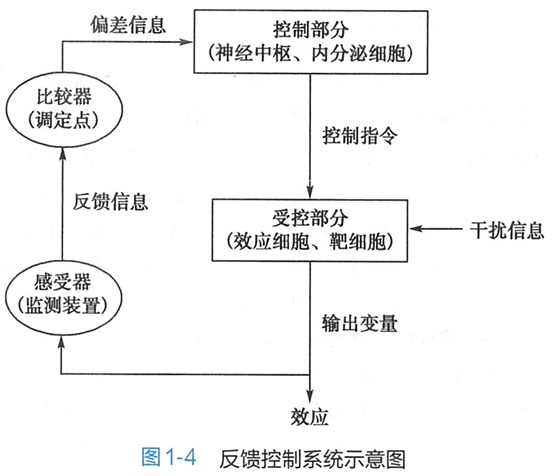 偏差信息
控制部分
(神经中枢、内分泌细胞)
比较器
(调定点)
控制指令
反馈信息
受控部分
(效应细胞、靶细胞)
干扰信息
感受器
(监测装置)
输出变量
效应
图1-4 反馈控制系统示意图